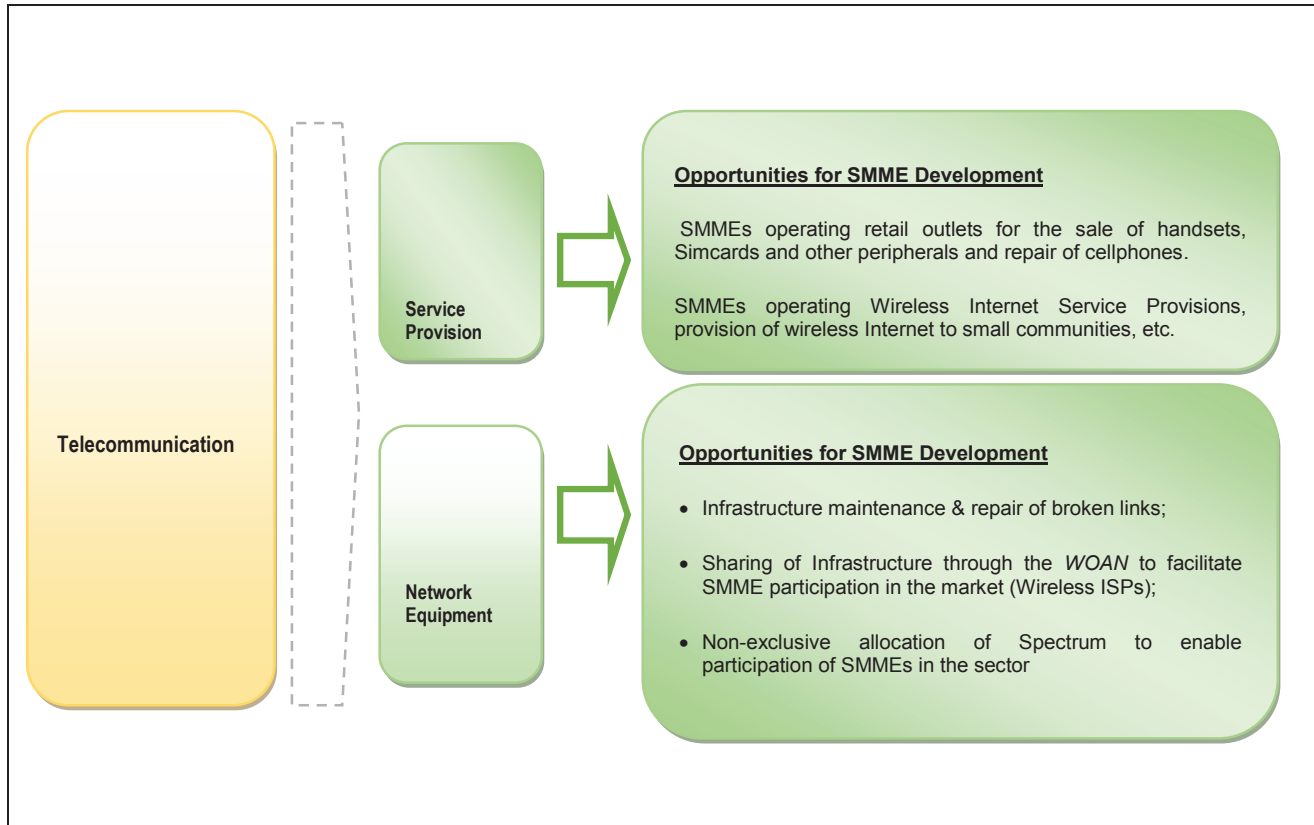 Telecommunication
Service
Provision
Opportunities for SMME Development
SMMEs operating retail outlets for the sale of handsets,
Simcards and other peripherals and repair of cellphones.
SMMEs operating Wireless Internet Service Provisions,
provision of wireless Internet to small communities, etc.
Network
Equipment
Opportunities for SMME Development
• Infrastructure maintenance & repair of broken links;
• Sharing of Infrastructure through the WOAN to facilitate
SMME participation in the market (Wireless ISPs);
• Non-exclusive allocation of Spectrum to enable
participation of SMMEs in the sector